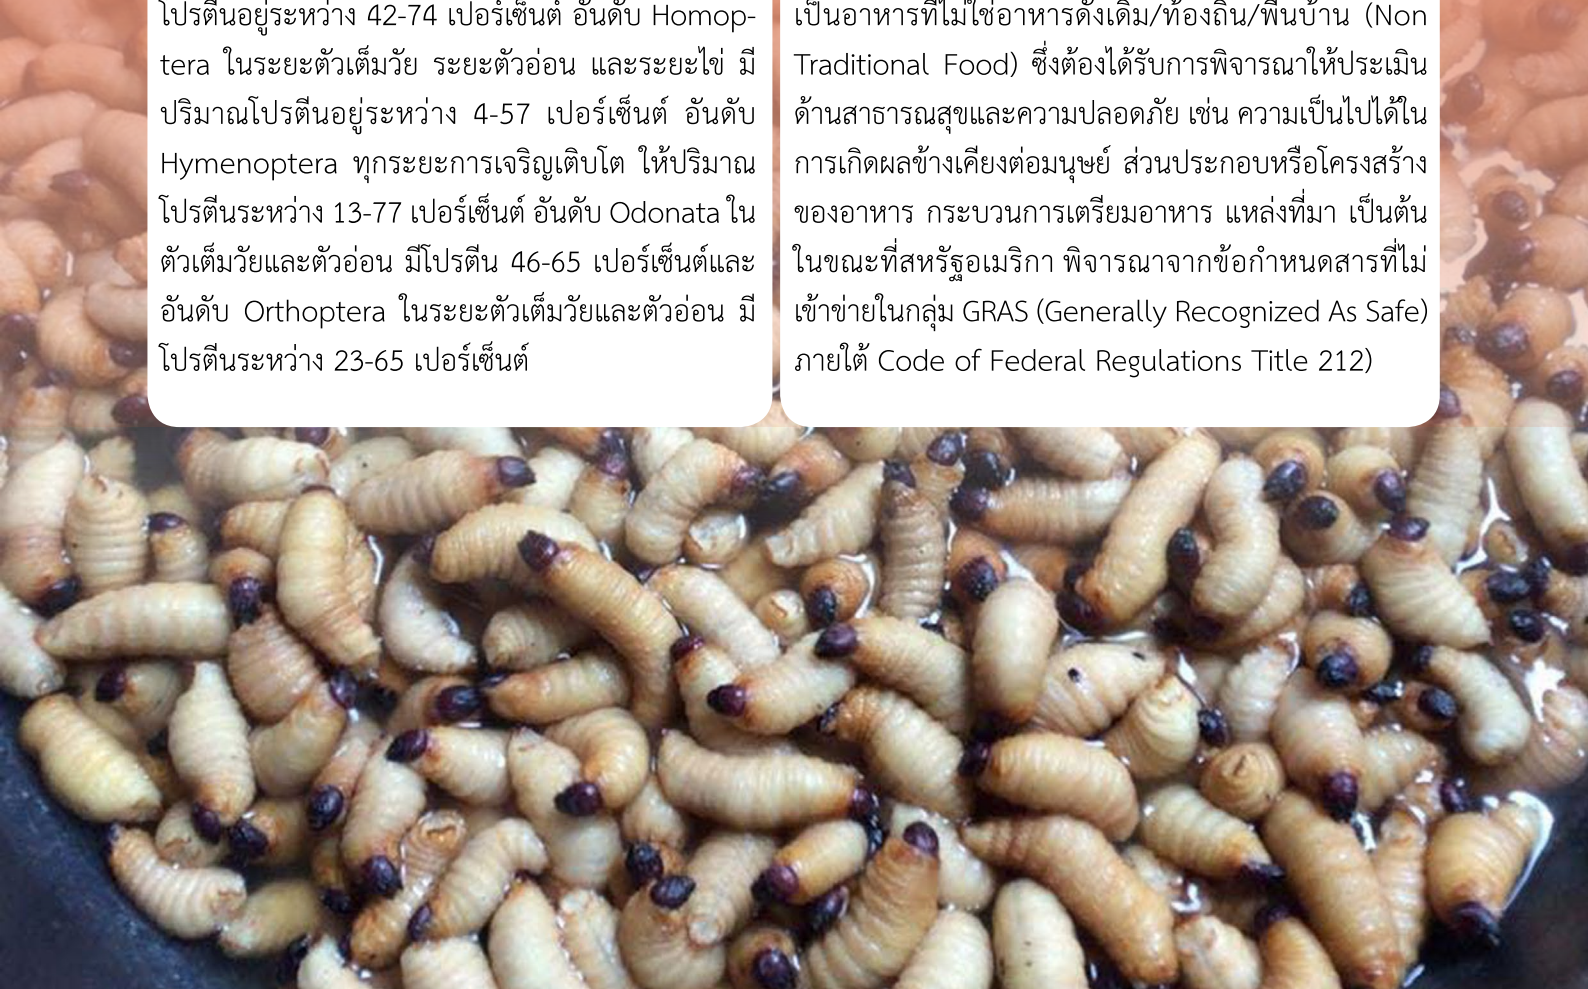 โปรตีนอยู่ระหว่าง 42-74 เปอร์เซ็นต์ อันดับ Homop-
tera ในระยะตัวเต็มวัย ระยะตัวอ่อน และระยะไข่ มี
ปริมาณโปรตีนอยู่ระหว่าง 4-57 เปอร์เซ็นต์ อันดับ
Hymenoptera ทุกระยะการเจริญเติบโต ให้ปริมาณ
โปรตีนระหว่าง 13-77 เปอร์เซ็นต์ อันดับ Odonata ใน
ตัวเต็มวัยและตัวอ่อน มีโปรตีน 46-65 เปอร์เซ็นต์และ
อันดับ Orthoptera ในระยะตัวเต็มวัยและตัวอ่อน มี
โปรตีนระหว่าง 23-65 เปอร์เซ็นต์
เป็นอาหารที่ไม่ใช่อาหารดั้งเดิม/ท้องถิ่น/พื้นบ้าน (Non
Traditional Food) ซึ่งต้องได้รับการพิจารณาให้ประเมิน
ด้านสาธารณสุขและความปลอดภัย เช่น ความเป็นไปได้ใน
การเกิดผลข้างเคียงต่อมนุษย์ ส่วนประกอบหรือโครงสร้าง
ของอาหาร กระบวนการเตรียมอาหาร แหล่งที่มา เป็นต้น
ในขณะที่สหรัฐอเมริกา พิจารณาจากข้อกำหนดสารที่ไม่
เข้าข่ายในกลุ่ม GRAS (Generally Recognized As Safe)
ภายใต้ Code of Federal Regulations Title 212)